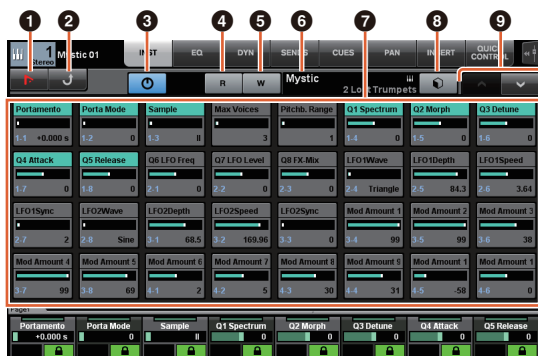 1 2 3 4 5 6 7 8 9
1 Mystic 01 INST EQ DYN SENDS CUES PAN INSERT QUICK CONTROL
Stereo
R W Mystic
2 Lost Trumpets
Portamento Porta Mode Sample Max Voices Pitchb. Range Q1 Spectrum Q2 Morph Q3 Detune
1-1 +0.000 s 1-2 0 1-3 II 3 1 1-4 0 1-5 0 1-6 0
Q4 Attack Q5 Release Q6 LFO Freq Q7 LFO Level Q8 FX-Mix LFO1Wave LFO1Depth LFO1Speed
1-7 0 1-8 0 2-1 0 2-2 0 2-3 0 2-4 Triangle 2-5 84.3 2-6 3.64
LFO1Sync LFO2Wave LFO2Depth LFO2Speed LFO2Sync Mod Amount 1 Mod Amount 2 Mod Amount 3
2-7 2 2-8 Sine 3-1 68.5 3-2 169.96 3-3 0 3-4 99 3-5 99 3-6 38
Mod Amount 4 Mod Amount 5 Mod Amount 6 Mod Amount 7 Mod Amount 8 Mod Amount 9
3-7 99 3-8 69 4-1 2 4-2 5 4-3 30 4-4 31 4-5 -58 4-6 0
Page1
Portamento Porta Mode Sample Q1 Spectrum Q2 Morph Q3 Detune Q4 Attack Q5 Release
+0.000 s 0 II 0 0 0 0 0